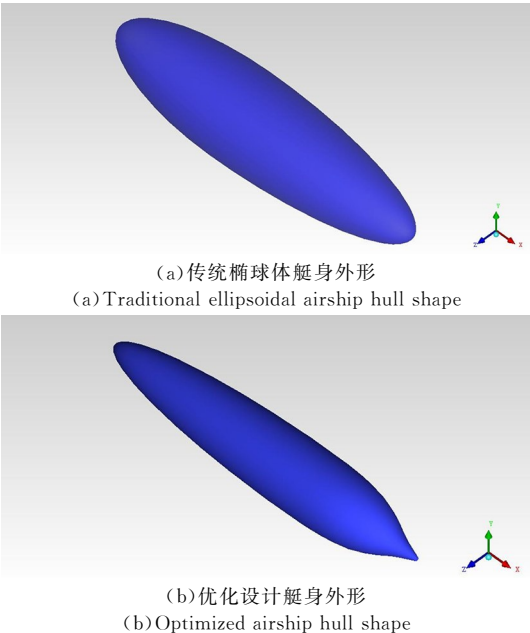 Y
Z
X
(a)传统椭球体艇身外形
(a)Traditional ellipsoidal airship hull shape
Y
Z
X
(b)优化设计艇身外形
(b)Optimized airship hull shape